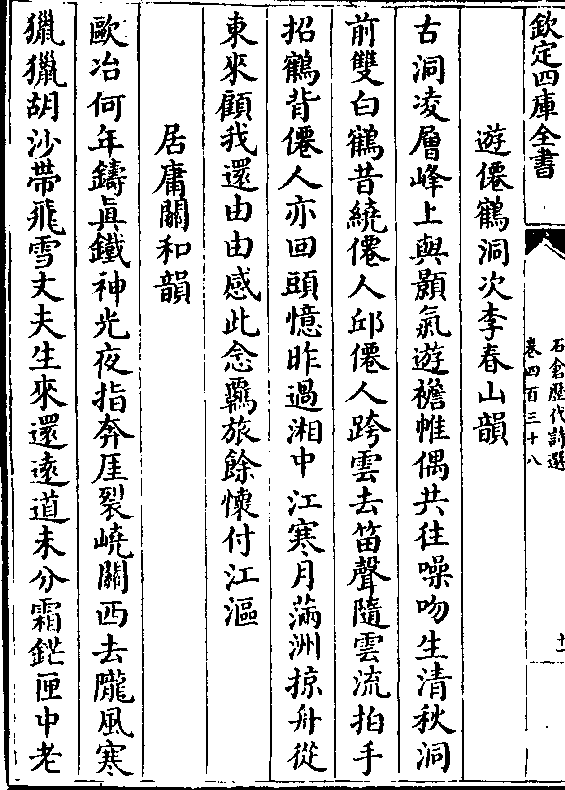 欽定四庫全書
石倉歷代詩選
卷四百三十八
十一
遊僊鶴洞次李春山韻
古洞凌層峰上與顥氣遊襜帷偶共往噪吻生清秋洞
前雙白鶴昔繞僊人邱僊人跨雲去笛聲隨雲流拍手
招鶴背僊人亦回頭憶昨過湘中江寒月滿洲掠舟從
東來顧我還由由感此念羈旅餘懷付江漚
居庸關和韻
歐冶何年鑄眞鐵神光夜指奔厓裂嶢關西去隴風寒
獵獵胡沙帶飛雪丈夫生來還遠道未分霜鋩匣中老